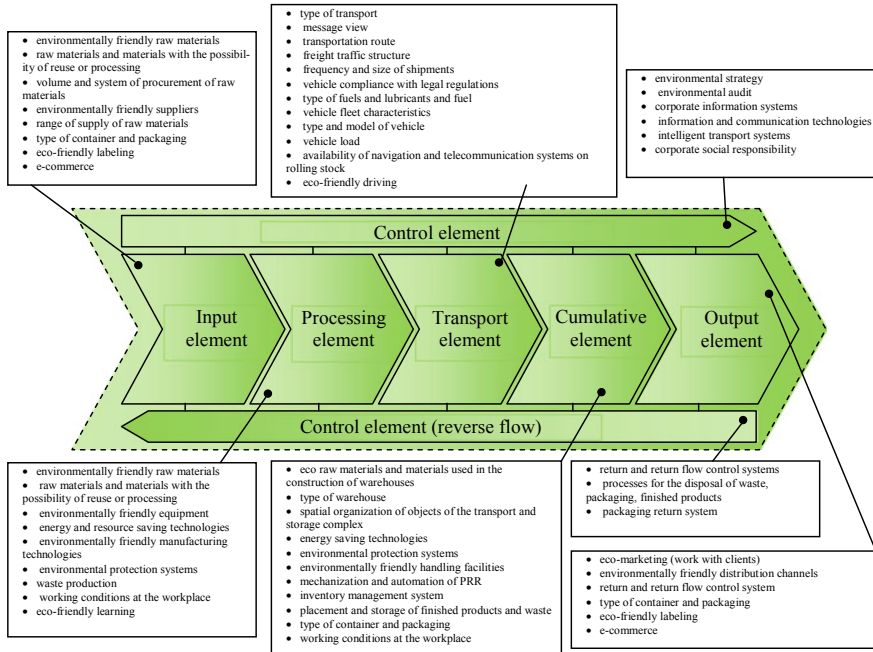 • environmentally friendly raw materials
• raw materials and materials with the possibil-
ity of reuse or processing
• volume and system of procurement of raw
materials
• environmentally friendly suppliers
• range of supply of raw materials
• type of container and packaging
• eco-friendly labeling
• e-commerce
• type of transport
• message view
• transportation route
• freight traffic structure
• frequency and size of shipments
• vehicle compliance with legal regulations
• type of fuels and lubricants and fuel
• vehicle fleet characteristics
• type and model of vehicle
• vehicle load
• availability of navigation and telecommunication systems on
rolling stock
• eco-friendly driving
• environmental strategy
• environmental audit
• corporate information systems
• information and communication technologies
• intelligent transport systems
• corporate social responsibility
Control element
Input
element
Processing
element
Transport
element
Cumulative
element
Output
element
Control element (reverse flow)
• environmentally friendly raw materials
• raw materials and materials with the
possibility of reuse or processing
• environmentally friendly equipment
• energy and resource saving technologies
• environmentally friendly manufacturing
technologies
• environmental protection systems
• waste production
• working conditions at the workplace
• eco-friendly learning
• eco raw materials and materials used in the
construction of warehouses
• type of warehouse
• spatial organization of objects of the transport and
storage complex
• energy saving technologies
• environmental protection systems
• environmentally friendly handling facilities
• mechanization and automation of PRR
• inventory management system
• placement and storage of finished products and waste
• type of container and packaging
• working conditions at the workplace
• return and return flow control systems
• processes for the disposal of waste,
packaging, finished products
• packaging return system
• eco-marketing (work with clients)
• environmentally friendly distribution channels
• return and return flow control system
• type of container and packaging
• eco-friendly labeling
• e-commerce